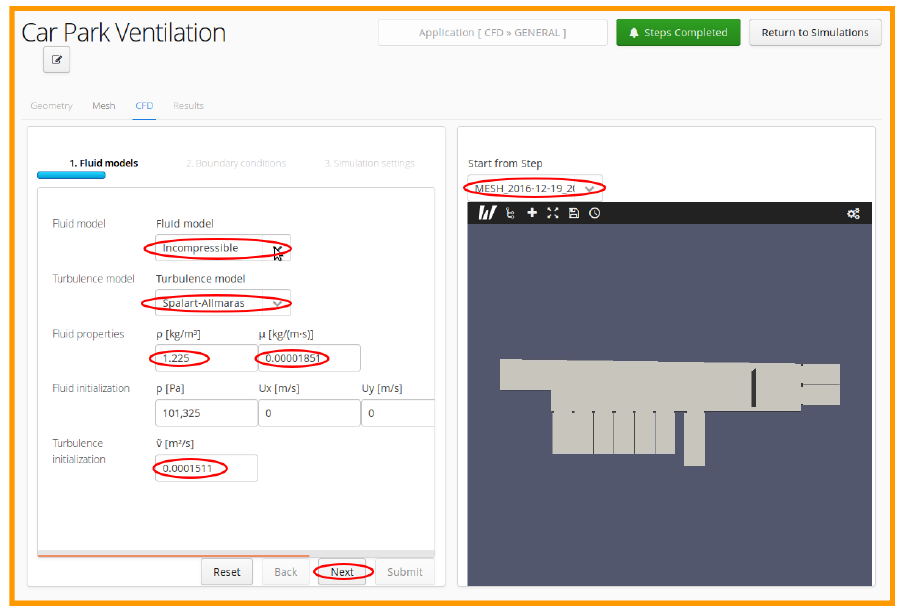 Car Park Ventilation
Application [ CFD » GENERAL ]
Steps Completed
Return to Simulations
Geometry
Mesh
CFD
Results
1. Fluid models
2. Boundary conditions
3. Simulation settings
Fluid model
Fluid model
Incompressible
Turbulence model
Turbulence model
Spalart-Allmaras
Fluid properties
ρ [kg/m³]
μ [kg/(m·s)]
1.225
0.00001851
Fluid initialization
p [Pa]
Ux [m/s]
Uy [m/s]
101,325
0
0
Turbulence
initialization
ṽ [m²/s]
0.0001511
Reset
Back
Next
Submit
Start from Step
MESH_2016-12-19_2(